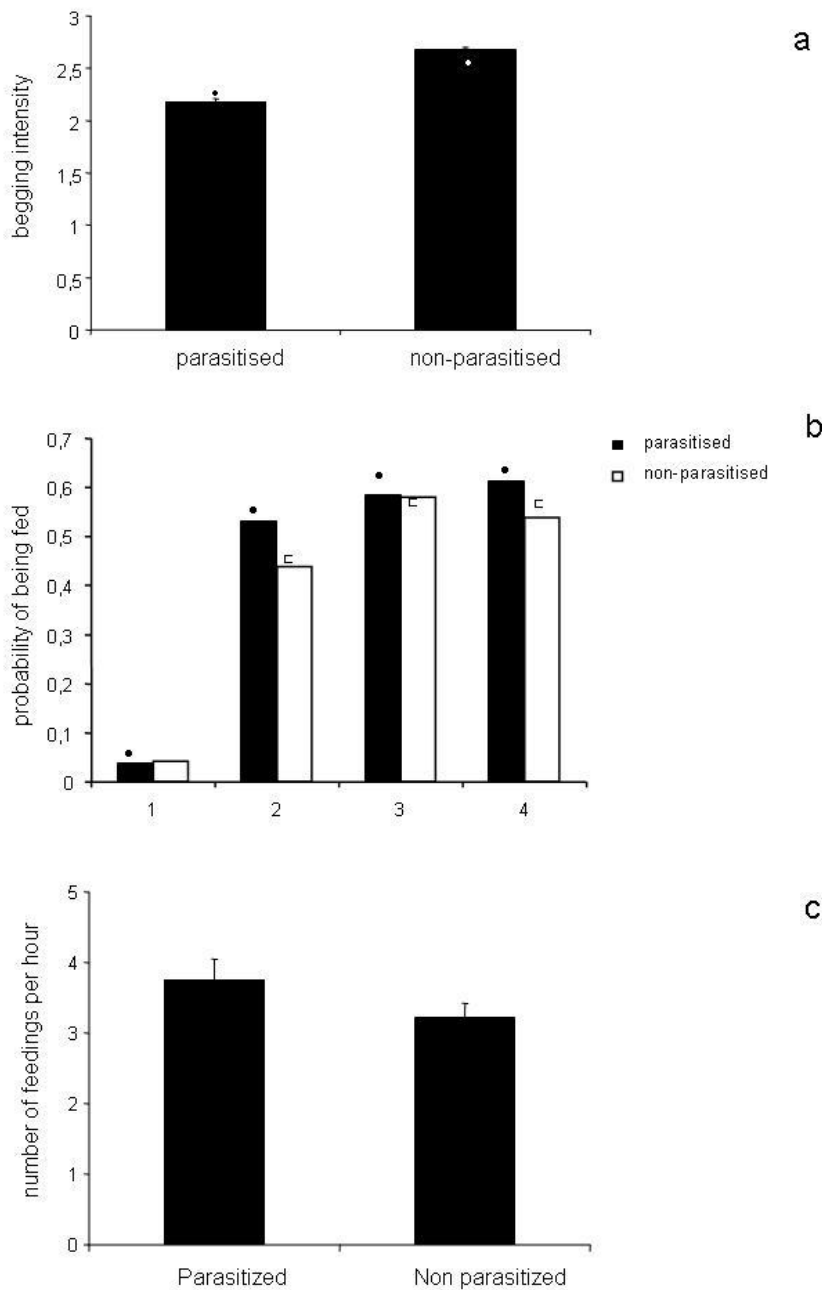 a
begging intensity
3
2,5
2
1,5
1
0,5
0
parasitised non-parasitised
b
probability of being fed
0,7
0,6
0,5
0,4
0,3
0,2
0,1
0
1 2 3 4
parasitised
non-parasitised
c
number of feedings per hour
5
4
3
2
1
0
Parasitized Non parasitized